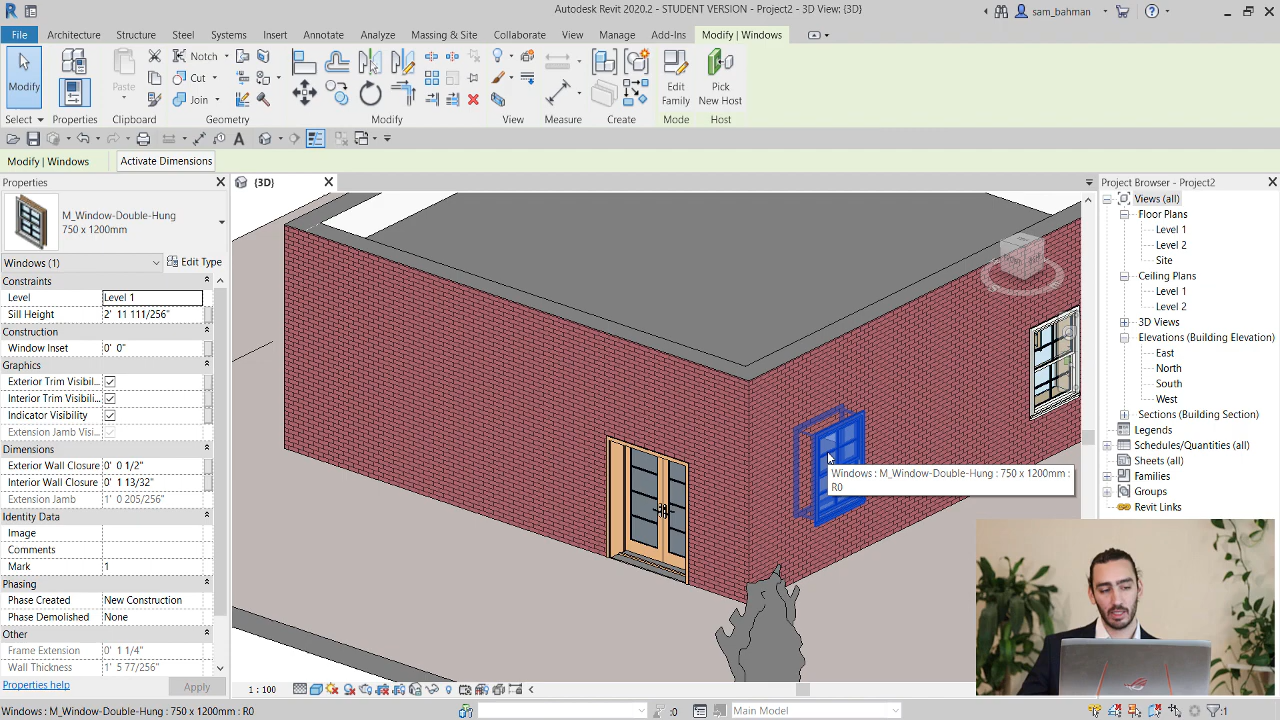 Autodesk Revit 2020.2 - STUDENT VERSION - Project2 - 3D View: {3D}
sam_bahman
File Architecture Structure Steel Systems Insert Annotate Analyze Massing & Site Collaborate View Manage Add-Ins Modify | Windows
Modify
Paste
Notch
Cut
Join
Edit Family
Pick New Host
Select Properties Clipboard Geometry Modify View Measure Create Mode Host
Modify | Windows Activate Dimensions
Properties
M_Window-Double-Hung
750 x 1200mm
Windows (1) Edit Type
Constraints
Level Level 1
Sill Height 2' 11 111/256"
Construction
Window Inset 0' 0"
Graphics
Exterior Trim Visibil...
Interior Trim Visibili...
Indicator Visibility
Extension Jamb Vi...
Dimensions
Exterior Wall Closure 0' 0 1/2"
Interior Wall Closure 0' 1 13/32"
Extension Jamb 1' 0 205/256"
Identity Data
Image
Comments
Mark 1
Phasing
Phase Created New Construction
Phase Demolished None
Other
Frame Extension 0' 1 1/4"
Wall Thickness 1' 5 77/256"
Properties help Apply
{3D}
Windows : M_Window-Double-Hung : 750 x 1200mm :
R0
1 : 100
Project Browser - Project2
Views (all)
Floor Plans
Level 1
Level 2
Site
Ceiling Plans
Level 1
Level 2
3D Views
Elevations (Building Elevation)
East
North
South
West
Sections (Building Section)
Legends
Schedules/Quantities (all)
Sheets (all)
Families
Groups
Revit Links
Windows : M_Window-Double-Hung : 750 x 1200mm : R0
:0
Main Model
:1